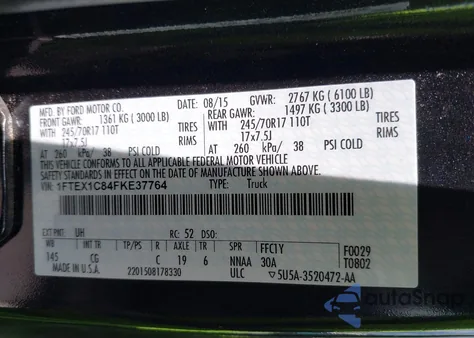 MFD. BY FORD MOTOR CO. DATE: 08/15 GVWR: 2767 KG ( 6100 LB)
FRONT GAWR: 1361 KG ( 3000 LB) REAR GAWR: 1497 KG ( 3300 LB)
WITH 245/70R17 110T TIRES WITH 245/70R17 110T TIRES
17x7.5J RIMS 17x7.5J RIMS
AT 260 kPa/ 38 PSI COLD AT 260 kPa/ 38 PSI COLD
THIS VEHICLE CONFORMS TO ALL APPLICABLE FEDERAL MOTOR VEHICLE
SAFETY STANDARDS IN EFFECT ON THE DATE OF MANUFACTURE SHOWN ABOVE.
VIN: 1FTEX1C84FKE37764 TYPE: Truck
EXT PNT: UH RC: 52 DSO:
WB INT TR TP/PS R AXLE TR SPR FFC1Y F0029
145 CG C 19 6 NNAA 30A T0802
MADE IN U.S.A. 2201508178330 ULC 5U5A-3520472-AA
autoSnap